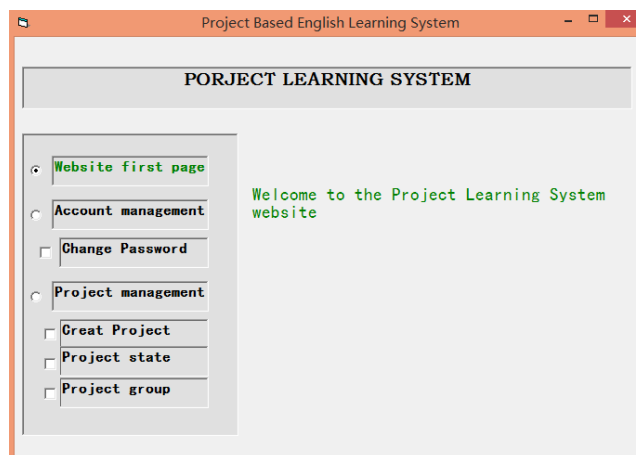 Project Based English Learning System
PORJECT LEARNING SYSTEM
Website first page
Account management
Change Password
Project management
Creat Project
Project state
Project group
Welcome to the Project Learning System
website